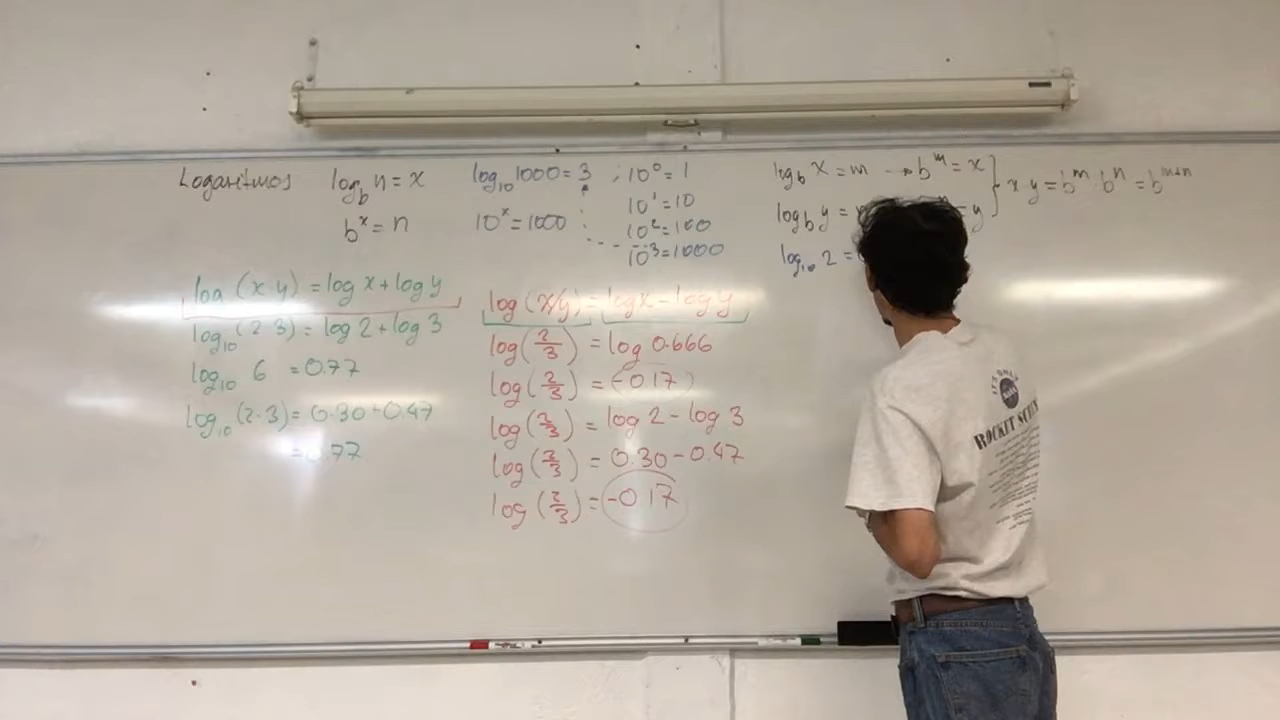 Logaritmos
log_b n = x
b^x = n
log_10 1000 = 3 ; 10^0 = 1
10^1 = 10
10^x = 1000
10^2 = 100
10^3 = 1000
log_b x = m b^m = x
log_b y =
= y
x y = b^m b^n = b^(m+n)
log_10 2 =
log (x·y) = log x + log y
log_10 (2·3) = log 2 + log 3
log_10 6 = 0.77
log_10 (2·3) = 0.30 + 0.47
= 0.77
log (x/y) = log x - log y
log (2/3) = log 0.666
log (2/3) = (-0.17)
log (2/3) = log 2 - log 3
log (2/3) = 0.30 - 0.47
log (2/3) = -0.17
ROCKET